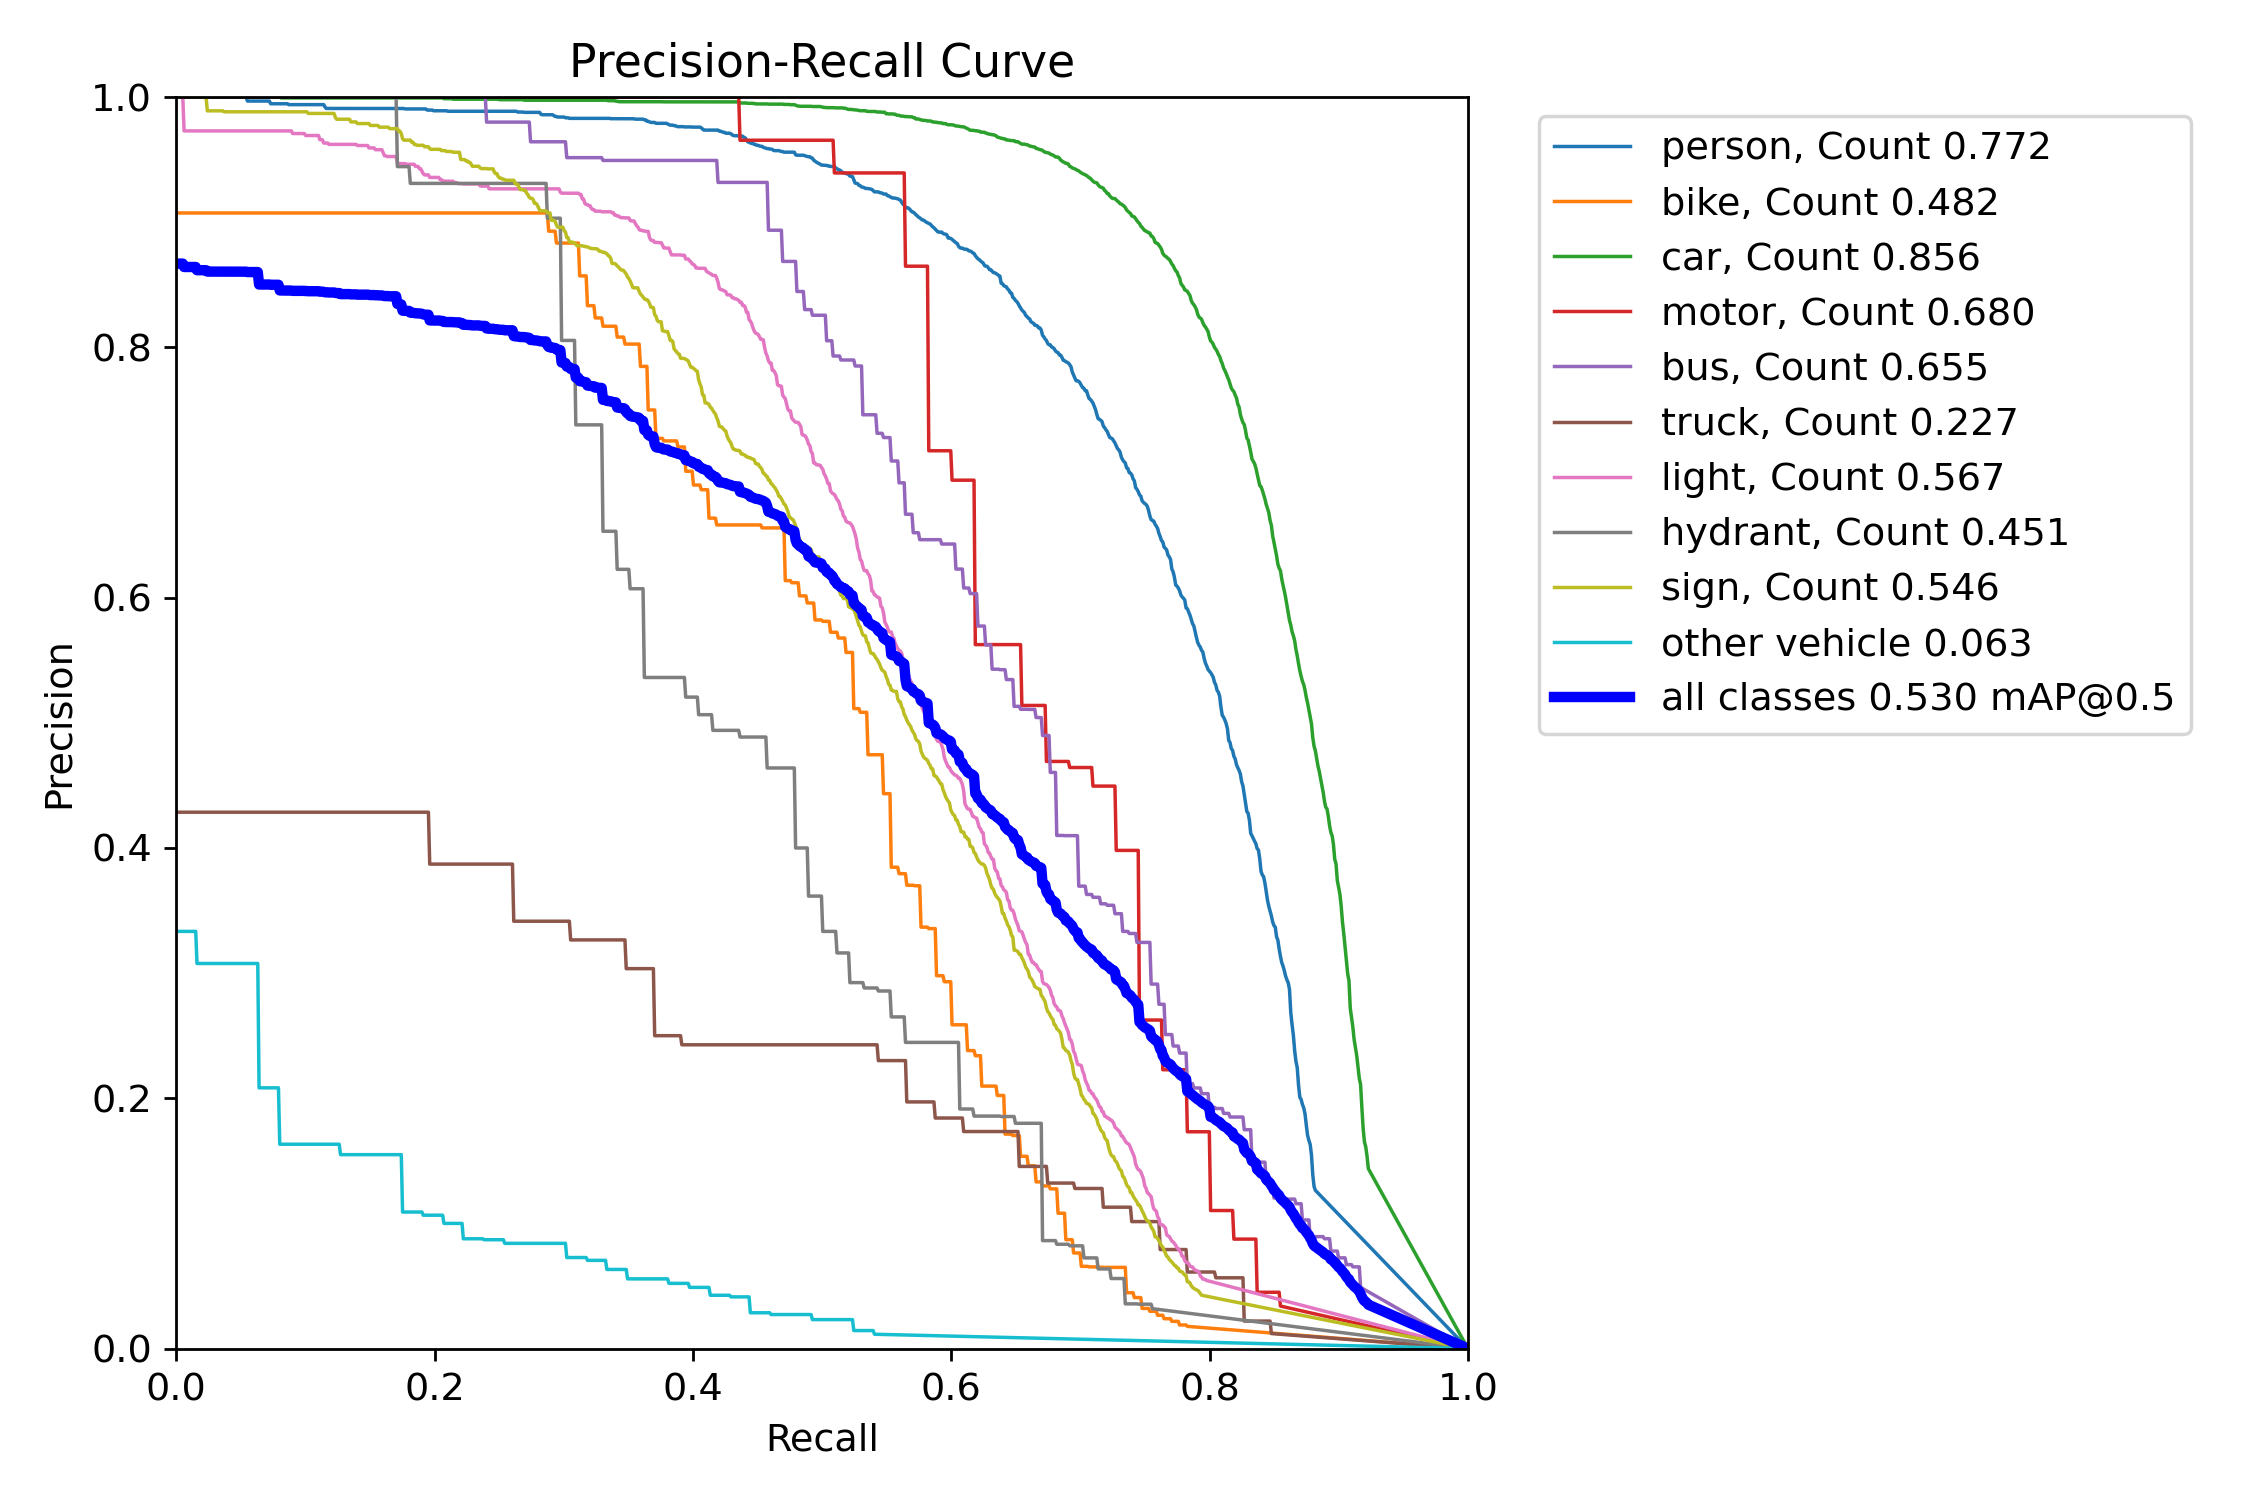 Precision-Recall Curve
1.0
0.8
0.6
0.4
0.2
0.0
Precision
0.0 0.2 0.4 0.6 0.8 1.0
Recall
person, Count 0.772
bike, Count 0.482
car, Count 0.856
motor, Count 0.680
bus, Count 0.655
truck, Count 0.227
light, Count 0.567
hydrant, Count 0.451
sign, Count 0.546
other vehicle 0.063
all classes 0.530 mAP@0.5